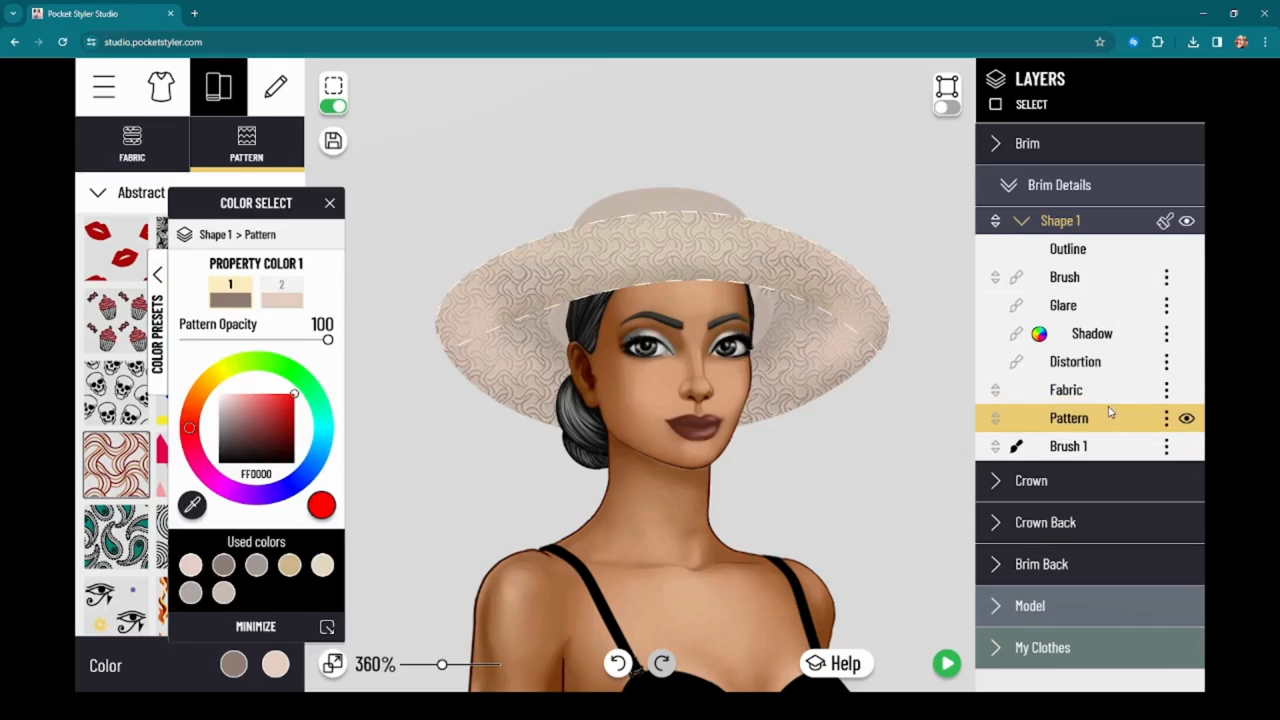 Pocket Styler Studio
studio.pocketstyler.com
FABRIC
PATTERN
Abstract
COLOR SELECT
Shape 1 > Pattern
PROPERTY COLOR 1
1
2
Pattern Opacity
100
COLOR PRESETS
FF0000
Used colors
MINIMIZE
Color
360%
Help
LAYERS
SELECT
Brim
Brim Details
Shape 1
Outline
Brush
Glare
Shadow
Distortion
Fabric
Pattern
Brush 1
Crown
Crown Back
Brim Back
Model
My Clothes